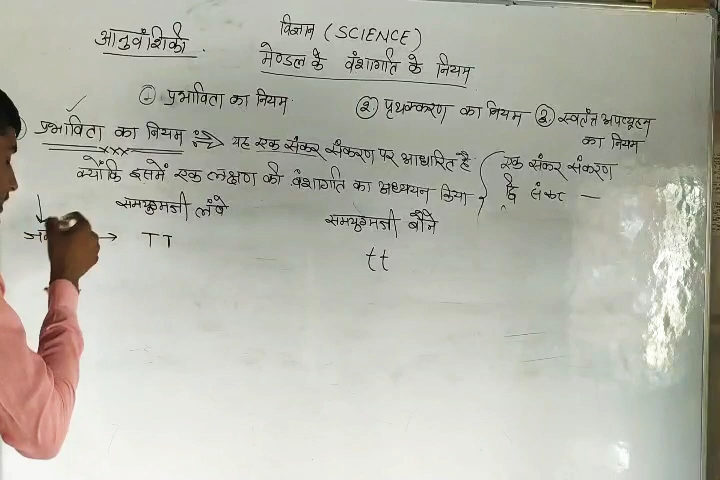 विज्ञान (SCIENCE)
आनुवंशिकी.
मेण्डल के वंशागति के नियम
① प्रभाविता का नियम
② पृथक्करण का नियम
③ स्वतंत्र अपव्यूहन
का नियम
प्रभाविता का नियम ⇒ यह एक संकर संकरण पर आधारित है
क्योंकि इसमें एक लक्षण की वंशागति का अध्ययन किया
एक संकर संकरण
द्वि संकर —
समयुग्मजी लंबे
समयुग्मजी बौने
→ TT
tt